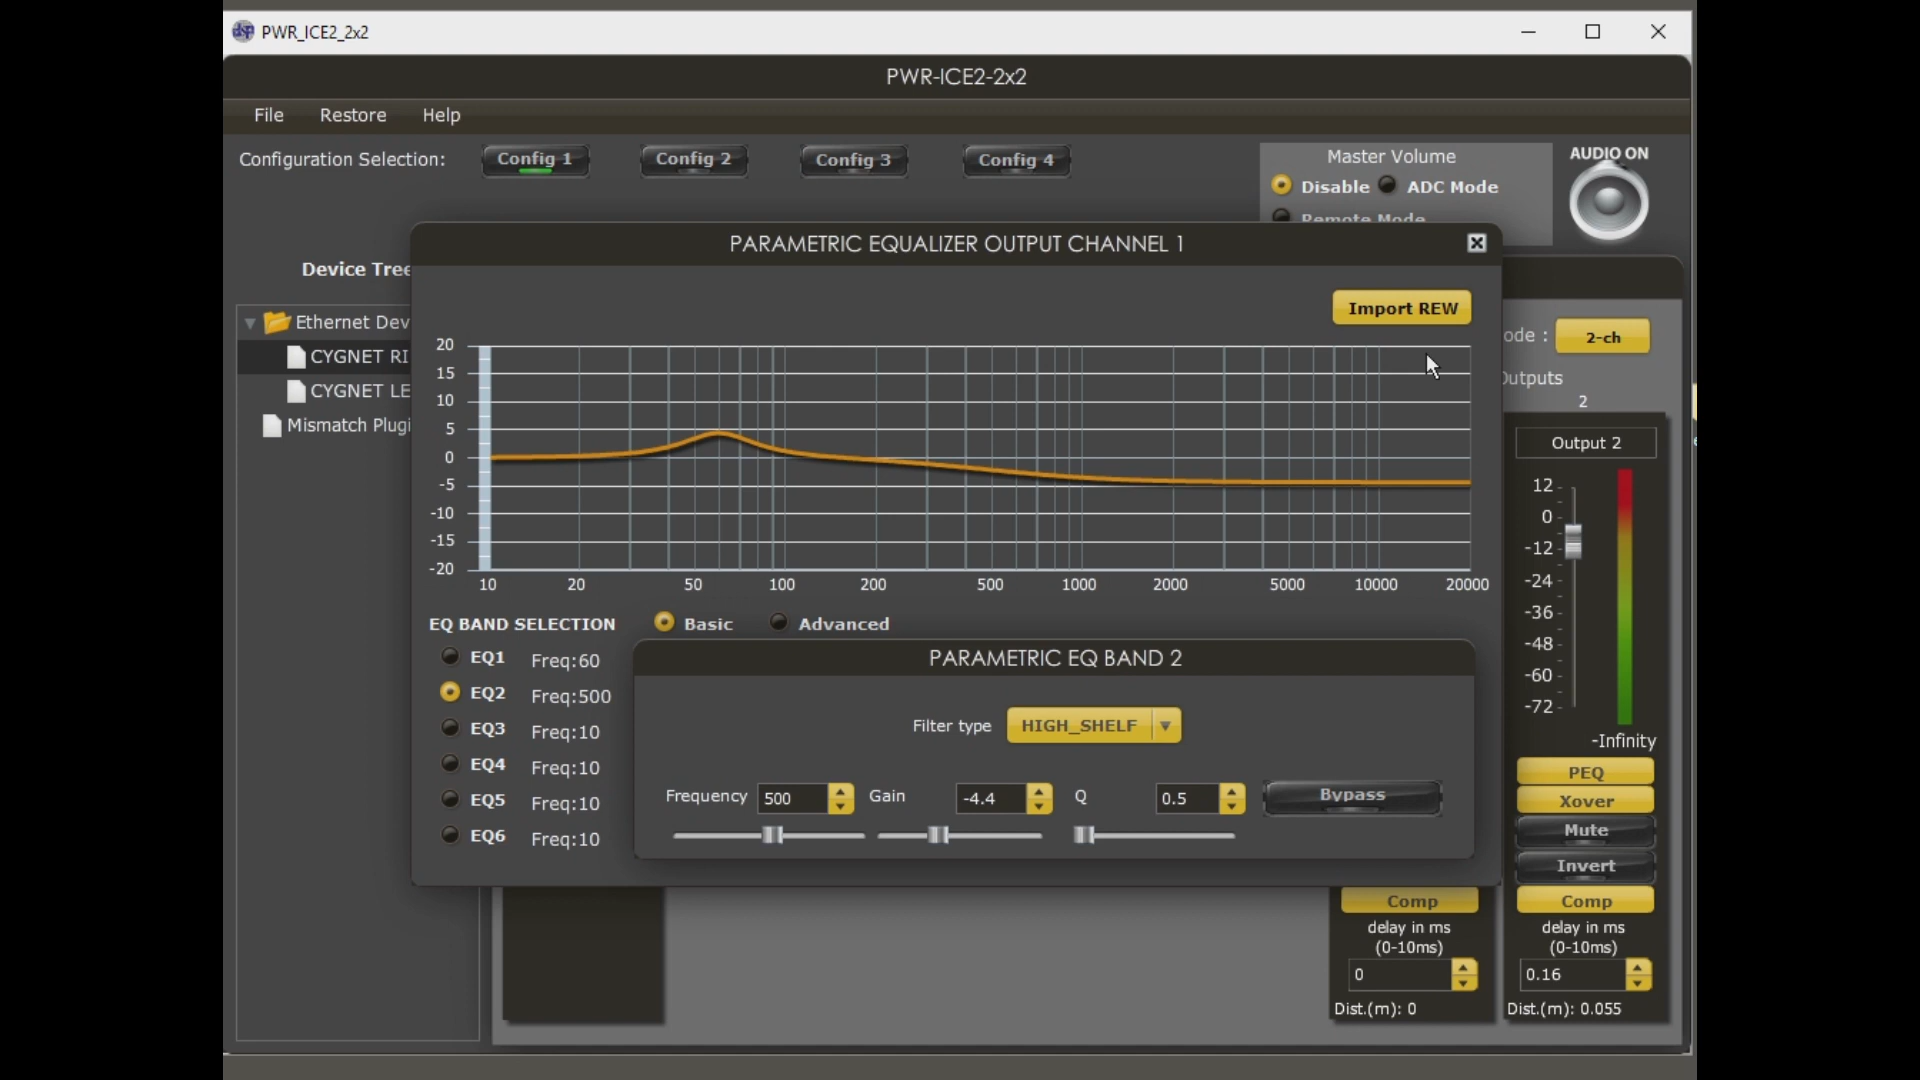 dsp PWR_ICE2_2x2
PWR-ICE2-2x2
File Restore Help
Configuration Selection: Config 1 Config 2 Config 3 Config 4
Master Volume
Disable ADC Mode
Remote Mode
AUDIO ON
PARAMETRIC EQUALIZER OUTPUT CHANNEL 1
Device Tree
Import REW
Ethernet Dev
CYGNET RI
CYGNET LE
Mismatch Plugi
ode : 2-ch
Outputs
2
20
15
10
5
0
-5
-10
-15
-20
10 20 50 100 200 500 1000 2000 5000 10000 20000
Output 2
12
0
-12
-24
-36
-48
-60
-72
-Infinity
EQ BAND SELECTION Basic Advanced
EQ1 Freq:60
EQ2 Freq:500
EQ3 Freq:10
EQ4 Freq:10
EQ5 Freq:10
EQ6 Freq:10
PARAMETRIC EQ BAND 2
Filter type HIGH_SHELF
Frequency 500 Gain -4.4 Q 0.5 Bypass
PEQ
Xover
Mute
Invert
Comp Comp
delay in ms delay in ms
(0-10ms) (0-10ms)
0 0.16
Dist.(m): 0 Dist.(m): 0.055